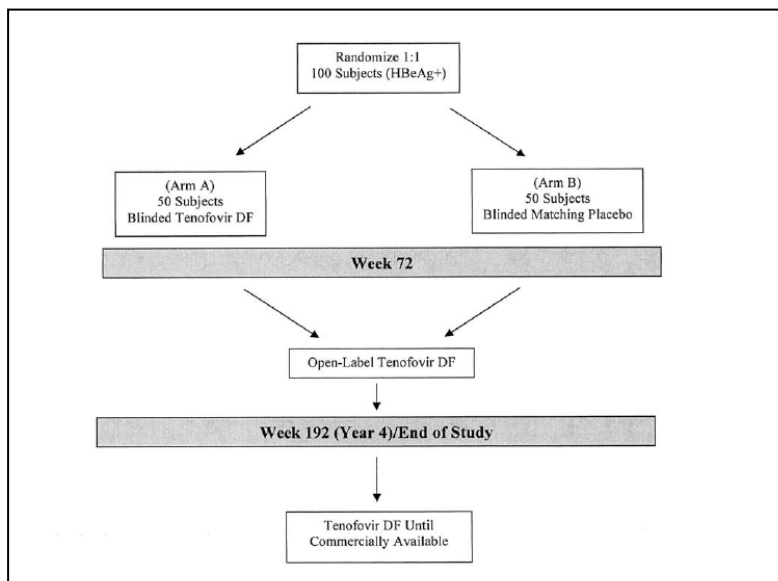 Randomize 1:1
100 Subjects (HBeAg+)
(Arm A)
50 Subjects
Blinded Tenofovir DF
(Arm B)
50 Subjects
Blinded Matching Placebo
Week 72
Open-Label Tenofovir DF
Week 192 (Year 4)/End of Study
Tenofovir DF Until
Commercially Available